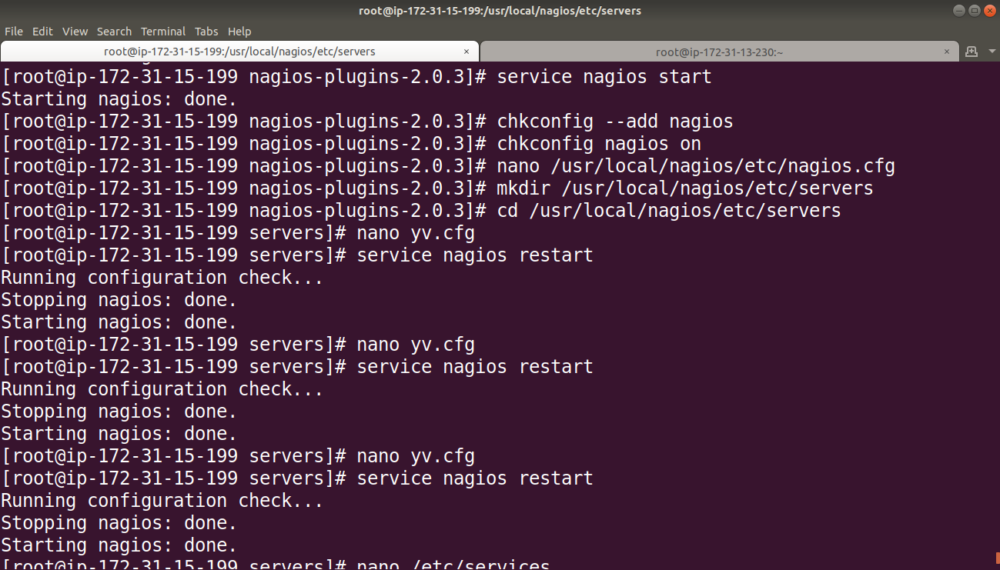 root@ip-172-31-15-199:/usr/local/nagios/etc/servers
File Edit View Search Terminal Tabs Help
root@ip-172-31-15-199:/usr/local/nagios/etc/servers × root@ip-172-31-13-230:~ ×
[root@ip-172-31-15-199 nagios-plugins-2.0.3]# service nagios start
Starting nagios: done.
[root@ip-172-31-15-199 nagios-plugins-2.0.3]# chkconfig --add nagios
[root@ip-172-31-15-199 nagios-plugins-2.0.3]# chkconfig nagios on
[root@ip-172-31-15-199 nagios-plugins-2.0.3]# nano /usr/local/nagios/etc/nagios.cfg
[root@ip-172-31-15-199 nagios-plugins-2.0.3]# mkdir /usr/local/nagios/etc/servers
[root@ip-172-31-15-199 nagios-plugins-2.0.3]# cd /usr/local/nagios/etc/servers
[root@ip-172-31-15-199 servers]# nano yv.cfg
[root@ip-172-31-15-199 servers]# service nagios restart
Running configuration check...
Stopping nagios: done.
Starting nagios: done.
[root@ip-172-31-15-199 servers]# nano yv.cfg
[root@ip-172-31-15-199 servers]# service nagios restart
Running configuration check...
Stopping nagios: done.
Starting nagios: done.
[root@ip-172-31-15-199 servers]# nano yv.cfg
[root@ip-172-31-15-199 servers]# service nagios restart
Running configuration check...
Stopping nagios: done.
Starting nagios: done.
[root@ip-172-31-15-199 servers]# nano /etc/services